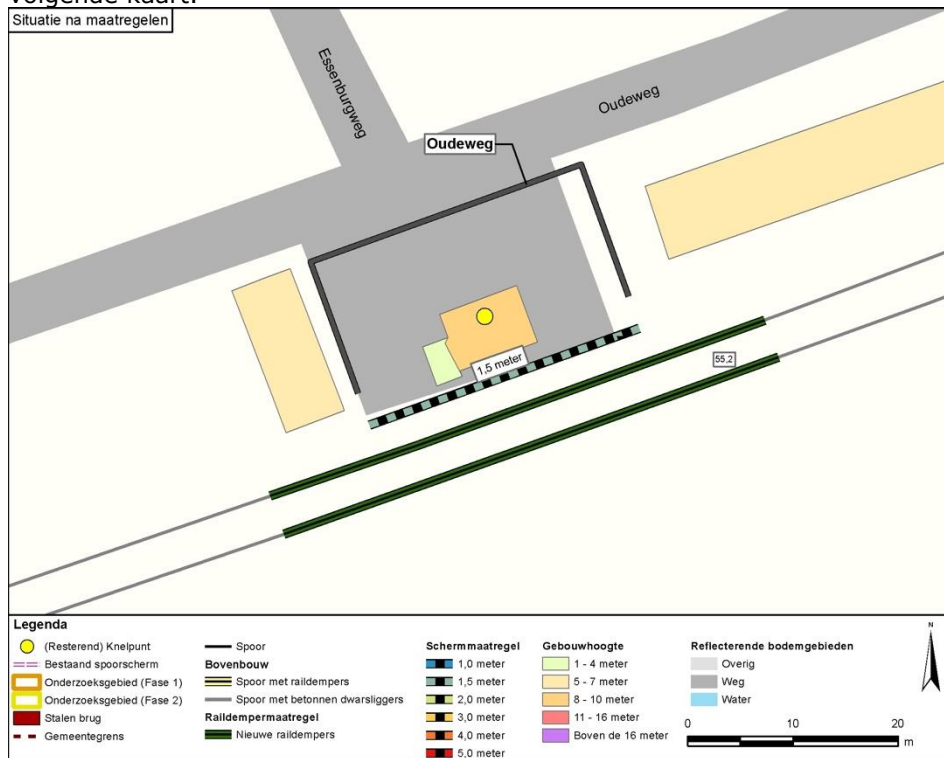 volgende kaart.
Situatie na maatregelen
Essenburgweg
Oudeweg
Oudeweg
1,5 meter
55,2
Legenda
(Resterend) Knelpunt
Bestaand spoorscherm
Onderzoeksgebied (Fase 1)
Onderzoeksgebied (Fase 2)
Stalen brug
Gemeentegrens
Spoor
Bovenbouw
Spoor met raildempers
Spoor met betonnen dwarsliggers
Raildempermaatregel
Nieuwe raildempers
Schermmaatregel
1,0 meter
1,5 meter
2,0 meter
3,0 meter
4,0 meter
5,0 meter
Gebouwhoogte
1 - 4 meter
5 - 7 meter
8 - 10 meter
11 - 16 meter
Boven de 16 meter
Reflecterende bodemgebieden
Overig
Weg
Water
0 10 20
m
N